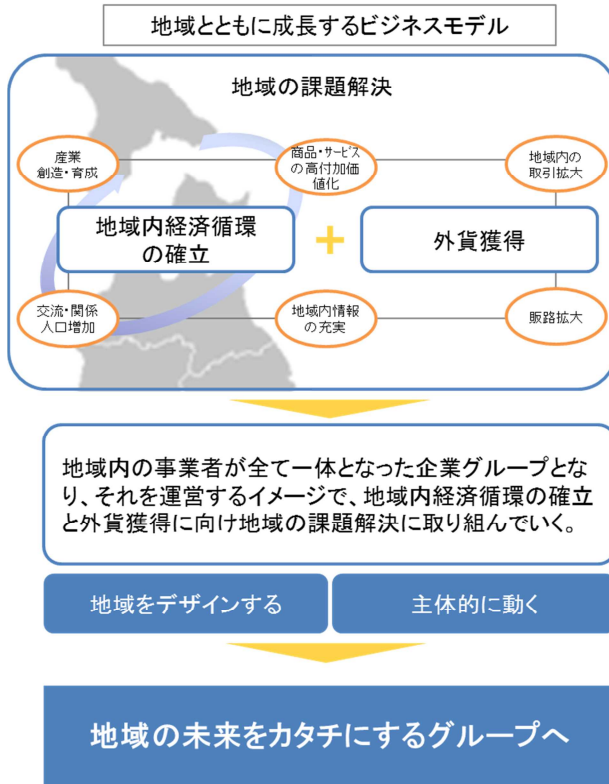 地域とともに成長するビジネスモデル
地域の課題解決
産業
創造・育成
商品・サービス
の高付加価
値化
地域内の
取引拡大
地域内経済循環
の確立
+
外貨獲得
交流・関係
人口増加
地域内情報
の充実
販路拡大
地域内の事業者が全て一体となった企業グループとな
り、それを運営するイメージで、地域内経済循環の確立
と外貨獲得に向け地域の課題解決に取り組んでいく。
地域をデザインする
主体的に動く
地域の未来をカタチにするグループへ